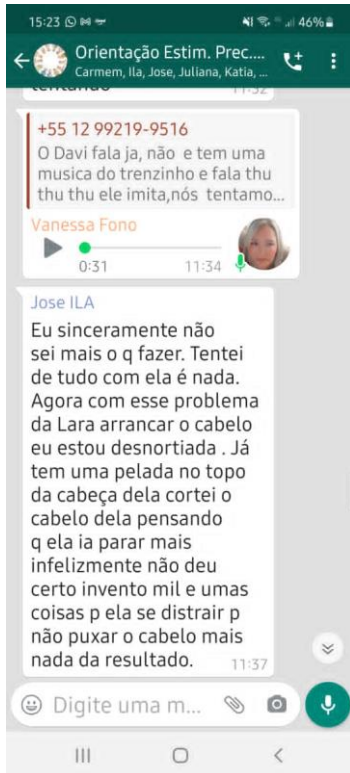 15:23
46%
Orientação Estim. Prec....
Carmem, Ila, Jose, Juliana, Katia, ...
tentando
11:32
+55 12 99219-9516
O Davi fala ja, não e tem uma
musica do trenzinho e fala thu
thu thu ele imita,nós tentamo...
Vanessa Fono
0:31
11:34
Jose ILA
Eu sinceramente não
sei mais o q fazer. Tentei
de tudo com ela é nada.
Agora com esse problema
da Lara arrancar o cabelo
eu estou desnortiada . Já
tem uma pelada no topo
da cabeça dela cortei o
cabelo dela pensando
q ela ia parar mais
infelizmente não deu
certo invento mil e umas
coisas p ela se distrair p
não puxar o cabelo mais
nada da resultado.
11:37
Digite uma m...